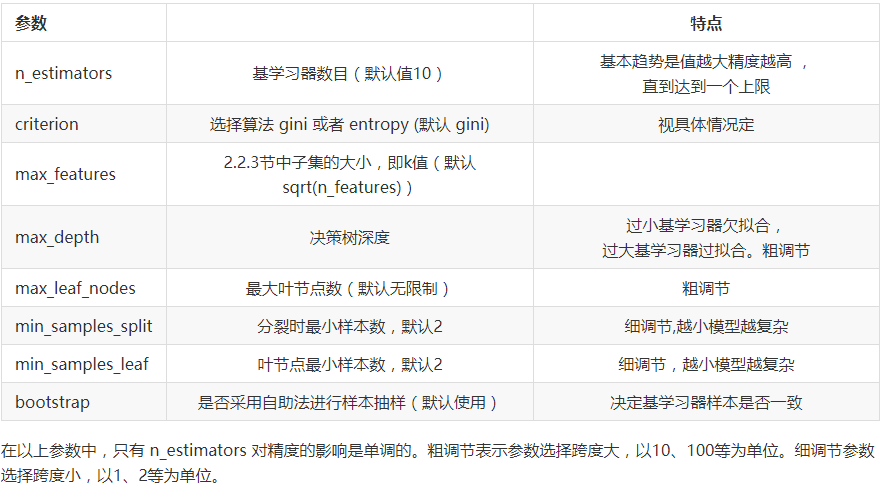 参数 特点
n_estimators 基学习器数目（默认值10） 基本趋势是值越大精度越高 ，
直到达到一个上限
criterion 选择算法 gini 或者 entropy (默认 gini) 视具体情况定
max_features 2.2.3节中子集的大小，即k值（默认
sqrt(n_features)）
max_depth 决策树深度 过小基学习器欠拟合，
过大基学习器过拟合。粗调节
max_leaf_nodes 最大叶节点数（默认无限制） 粗调节
min_samples_split 分裂时最小样本数，默认2 细调节,越小模型越复杂
min_samples_leaf 叶节点最小样本数，默认2 细调节，越小模型越复杂
bootstrap 是否采用自助法进行样本抽样（默认使用） 决定基学习器样本是否一致
在以上参数中，只有 n_estimators 对精度的影响是单调的。粗调节表示参数选择跨度大，以10、100等为单位。细调节参数
选择跨度小，以1、2等为单位。